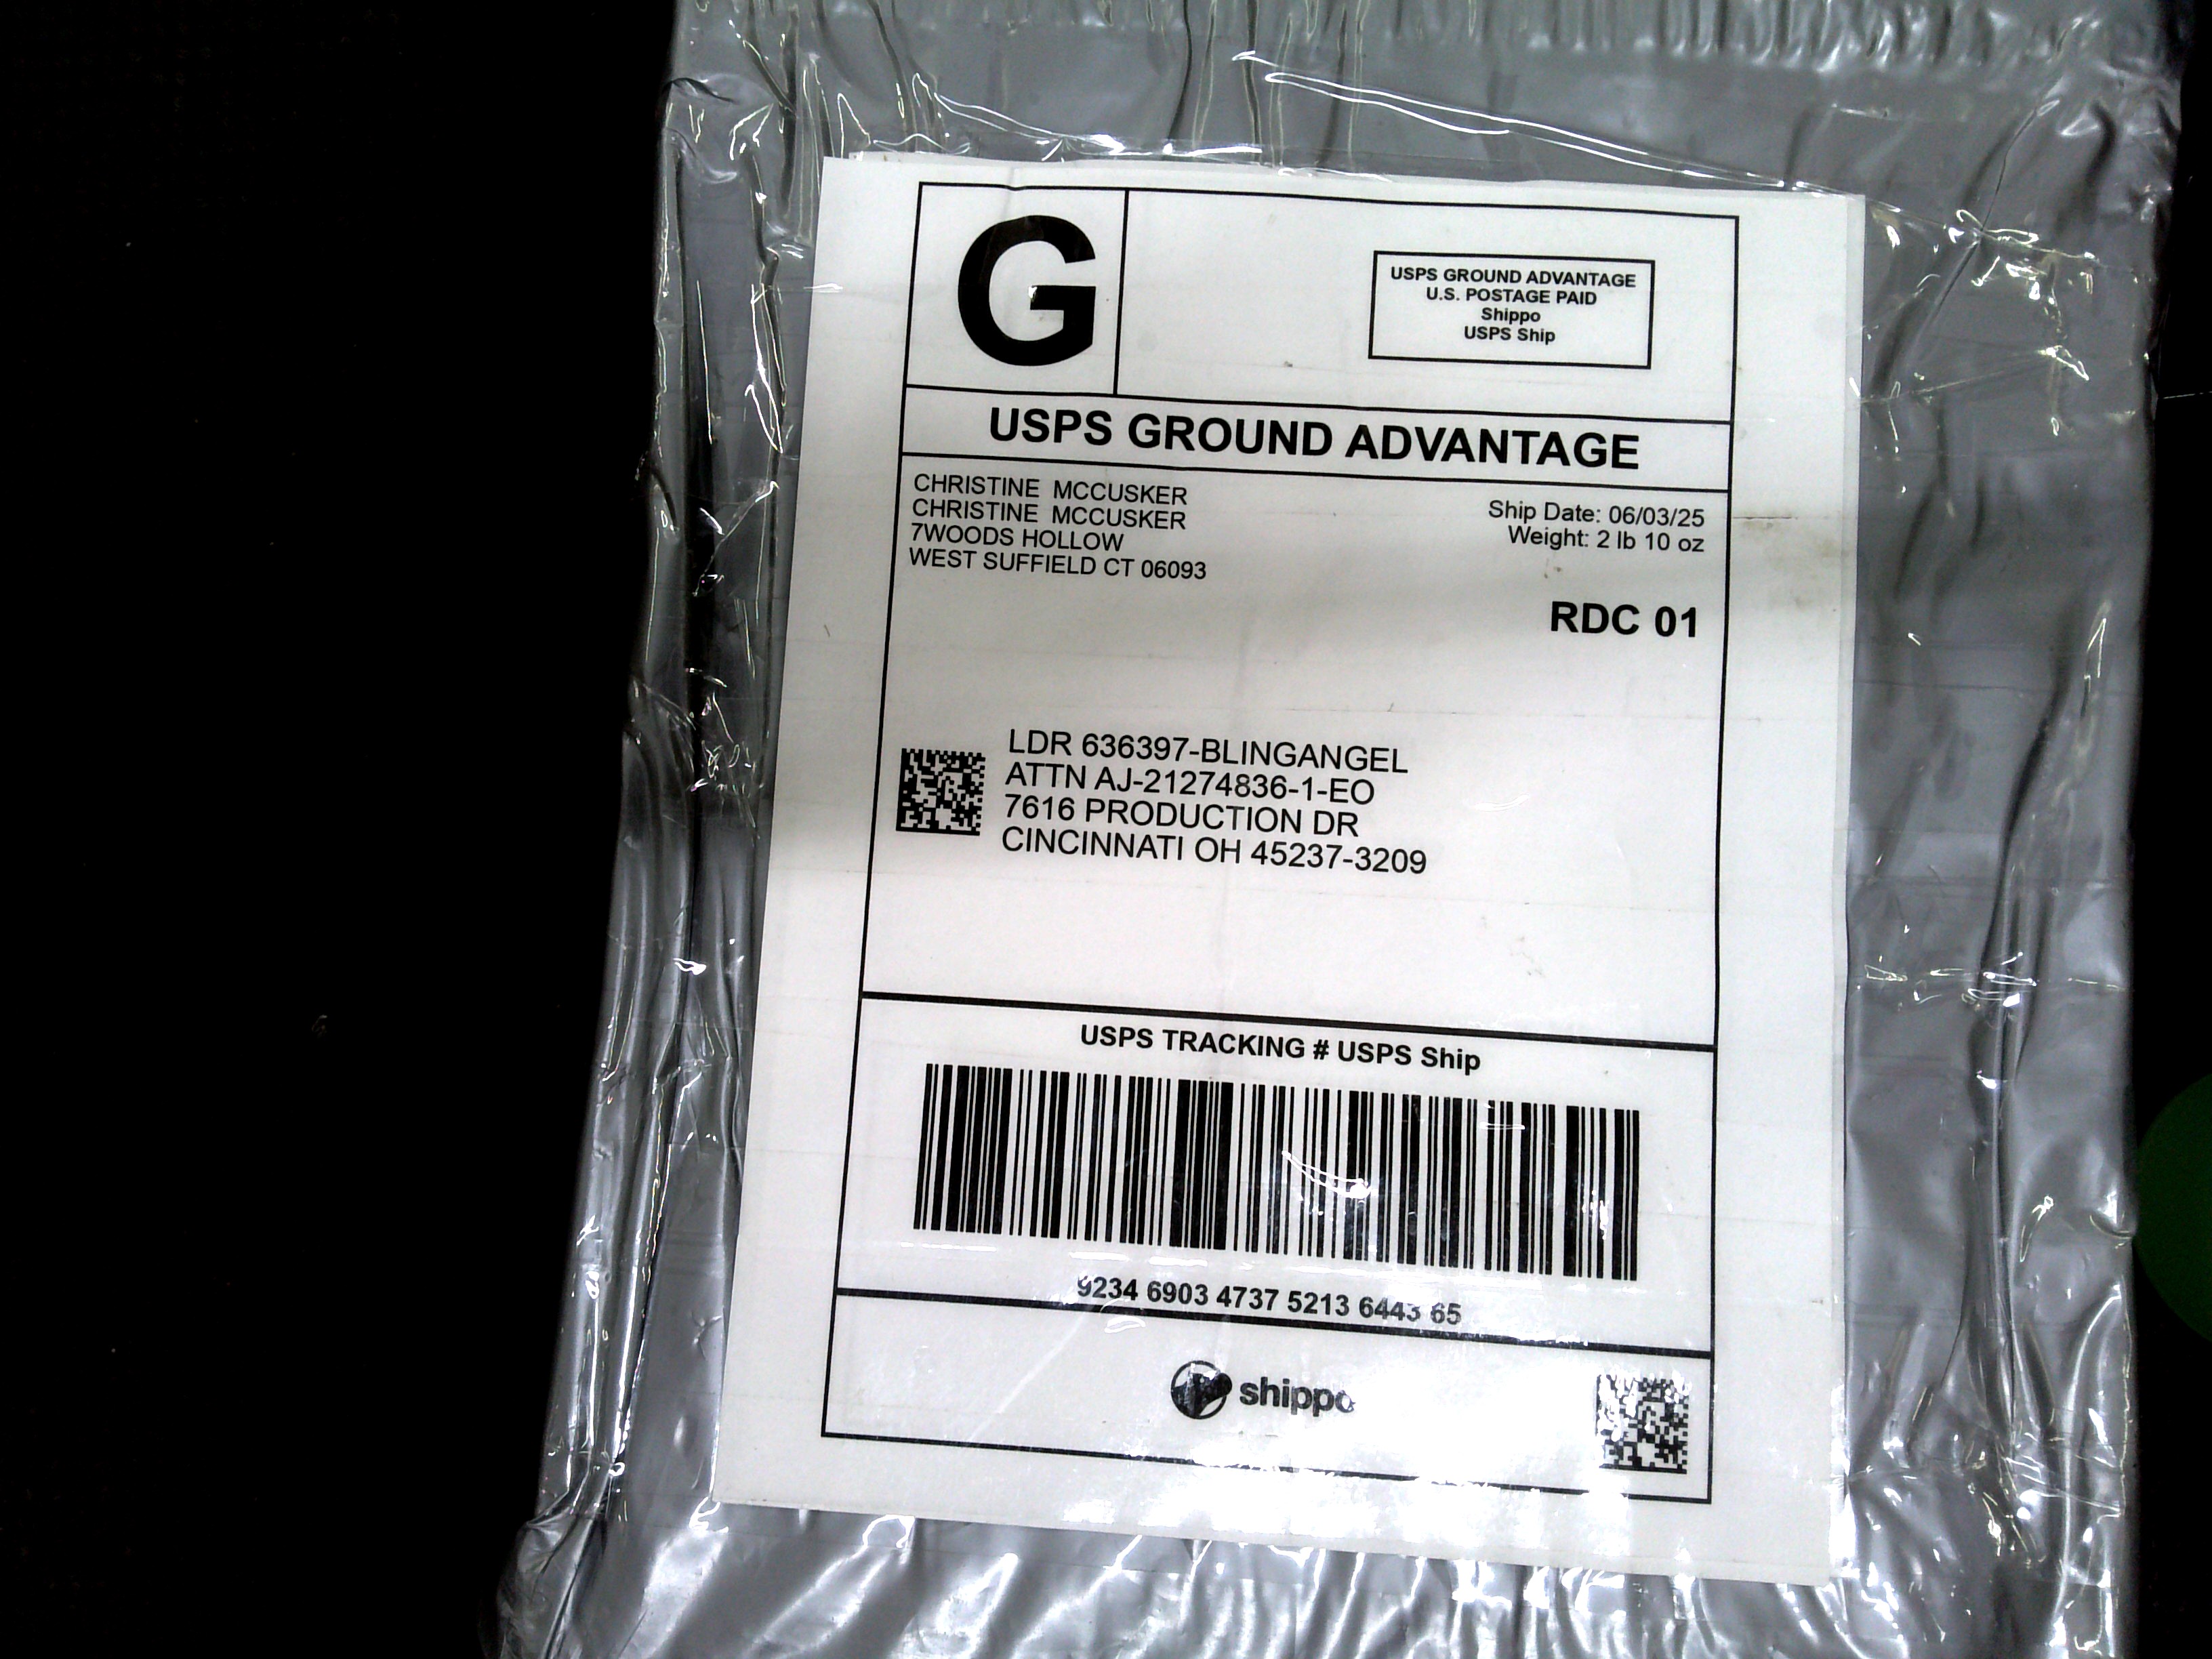 G
USPS GROUND ADVANTAGE
U.S. POSTAGE PAID
Shippo
USPS Ship
USPS GROUND ADVANTAGE
CHRISTINE MCCUSKER
CHRISTINE MCCUSKER
7WOODS HOLLOW
WEST SUFFIELD CT 06093
Ship Date: 06/03/25
Weight: 2 lb 10 oz
RDC 01
LDR 636397-BLINGANGEL
ATTN AJ-21274836-1-EO
7616 PRODUCTION DR
CINCINNATI OH 45237-3209
USPS TRACKING # USPS Ship
9234 6903 4737 5213 6443 65
shippo